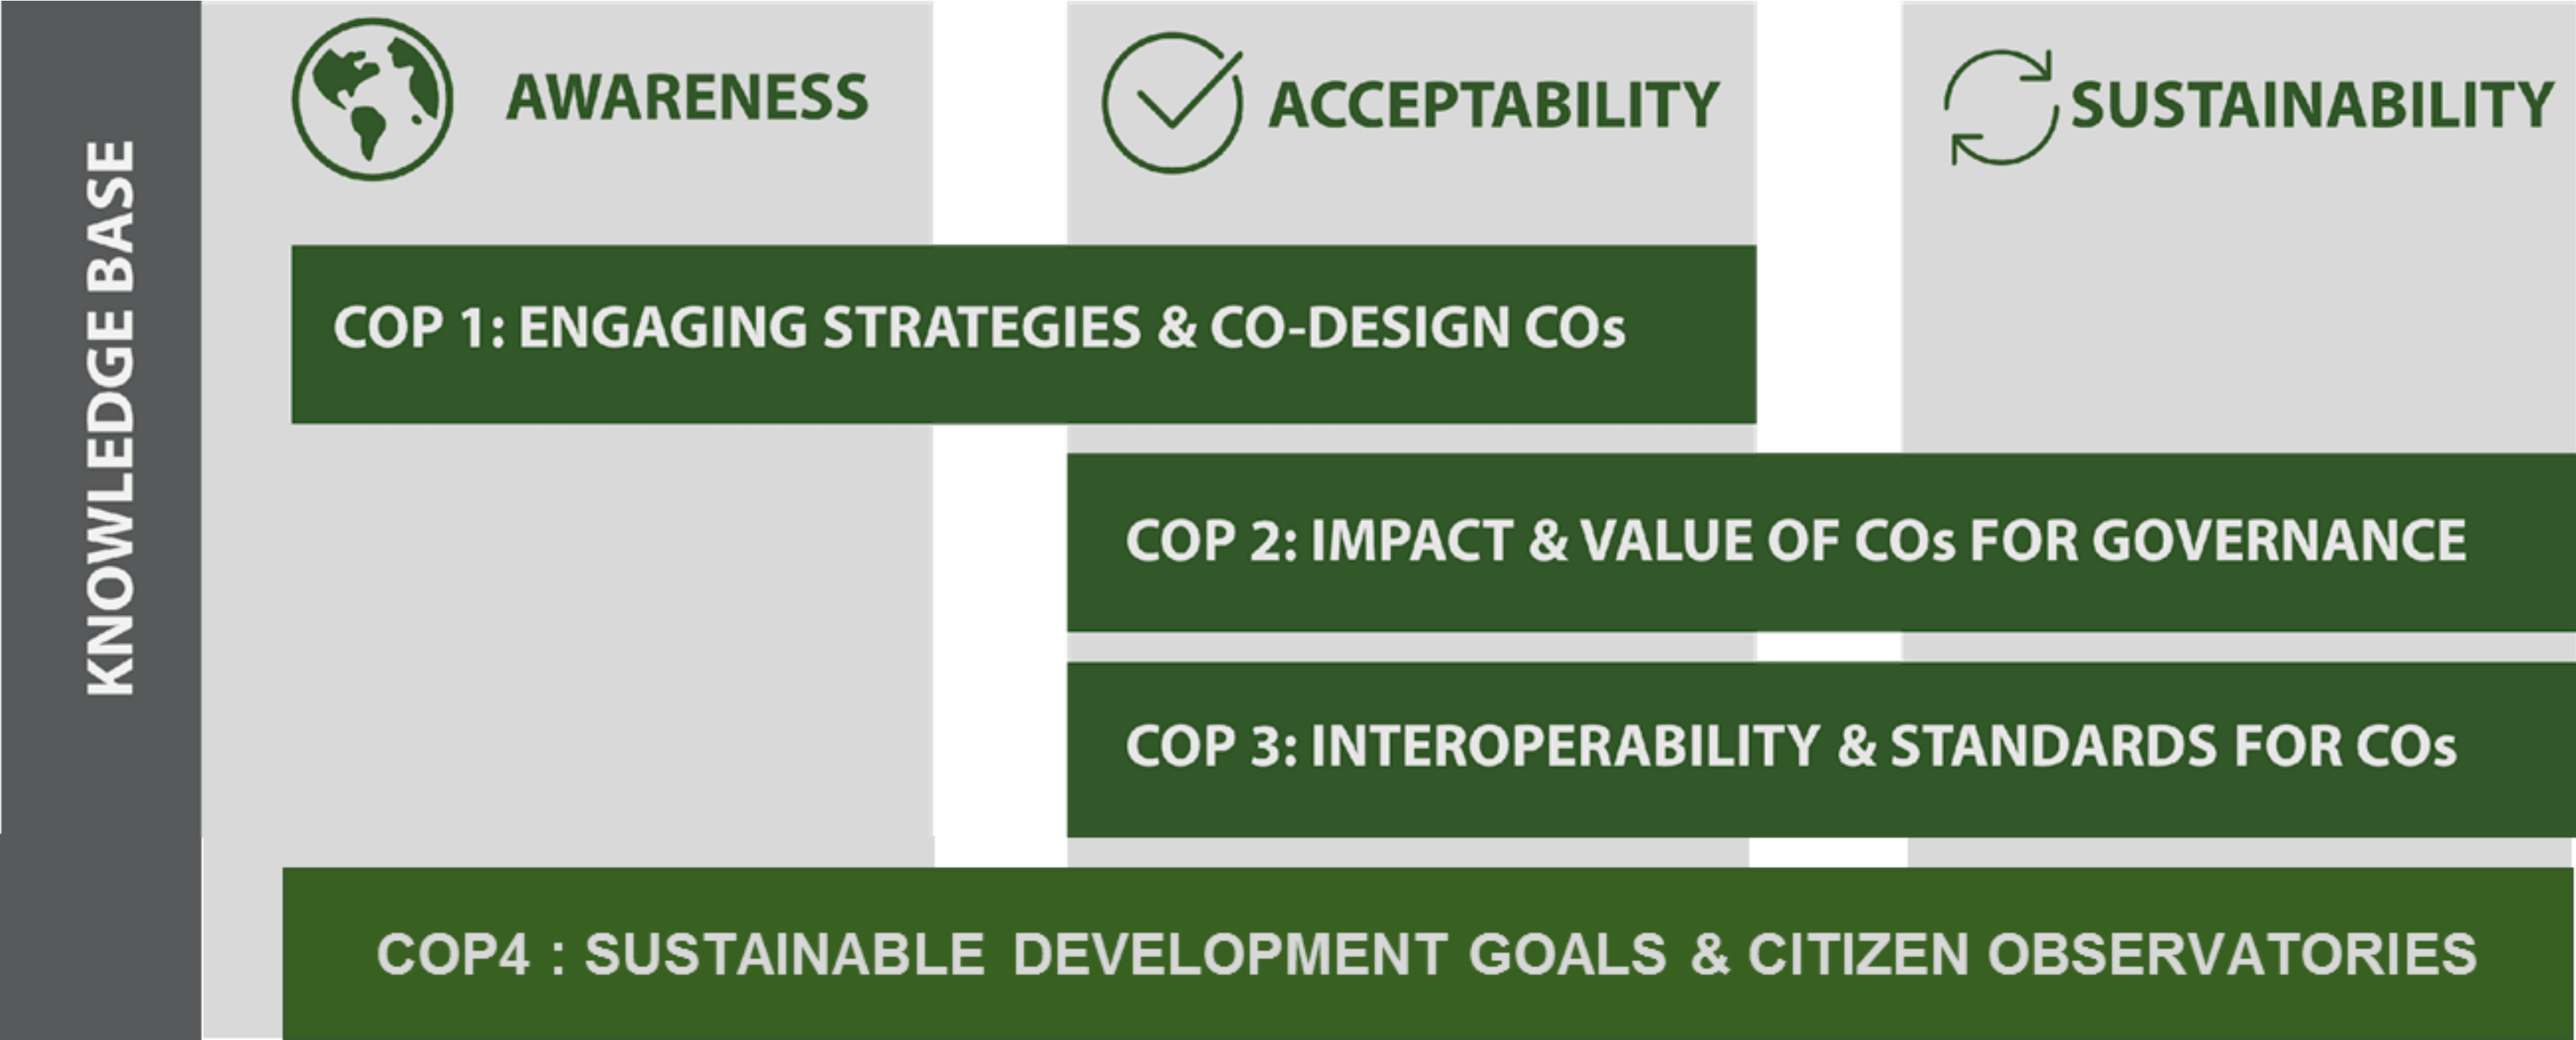 KNOWLEDGE BASE
AWARENESS
ACCEPTABILITY
SUSTAINABILITY
COP 1: ENGAGING STRATEGIES & CO-DESIGN COs
COP 2: IMPACT & VALUE OF COs FOR GOVERNANCE
COP 3: INTEROPERABILITY & STANDARDS FOR COs
COP4 : SUSTAINABLE DEVELOPMENT GOALS & CITIZEN OBSERVATORIES